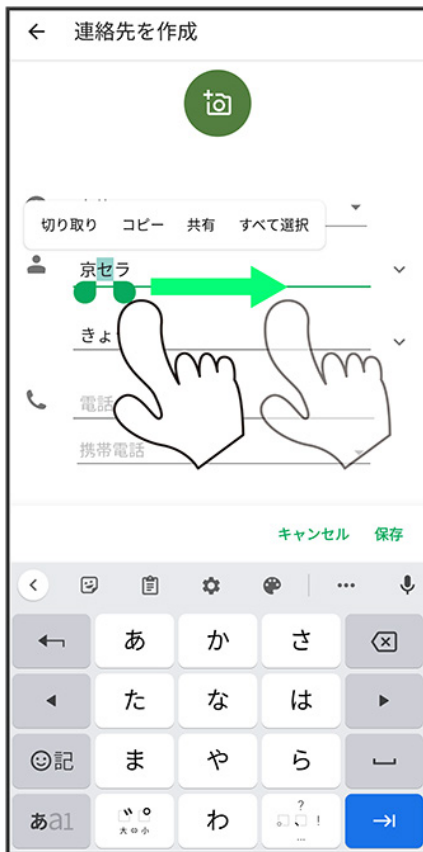 連絡先を作成
切り取り コピー 共有 すべて選択
京セラ
きょ
電話
携帯電話
キャンセル 保存
あ か さ
た な は
記 ま や ら
あa1 大⇔小 わ 、 ? ! ...